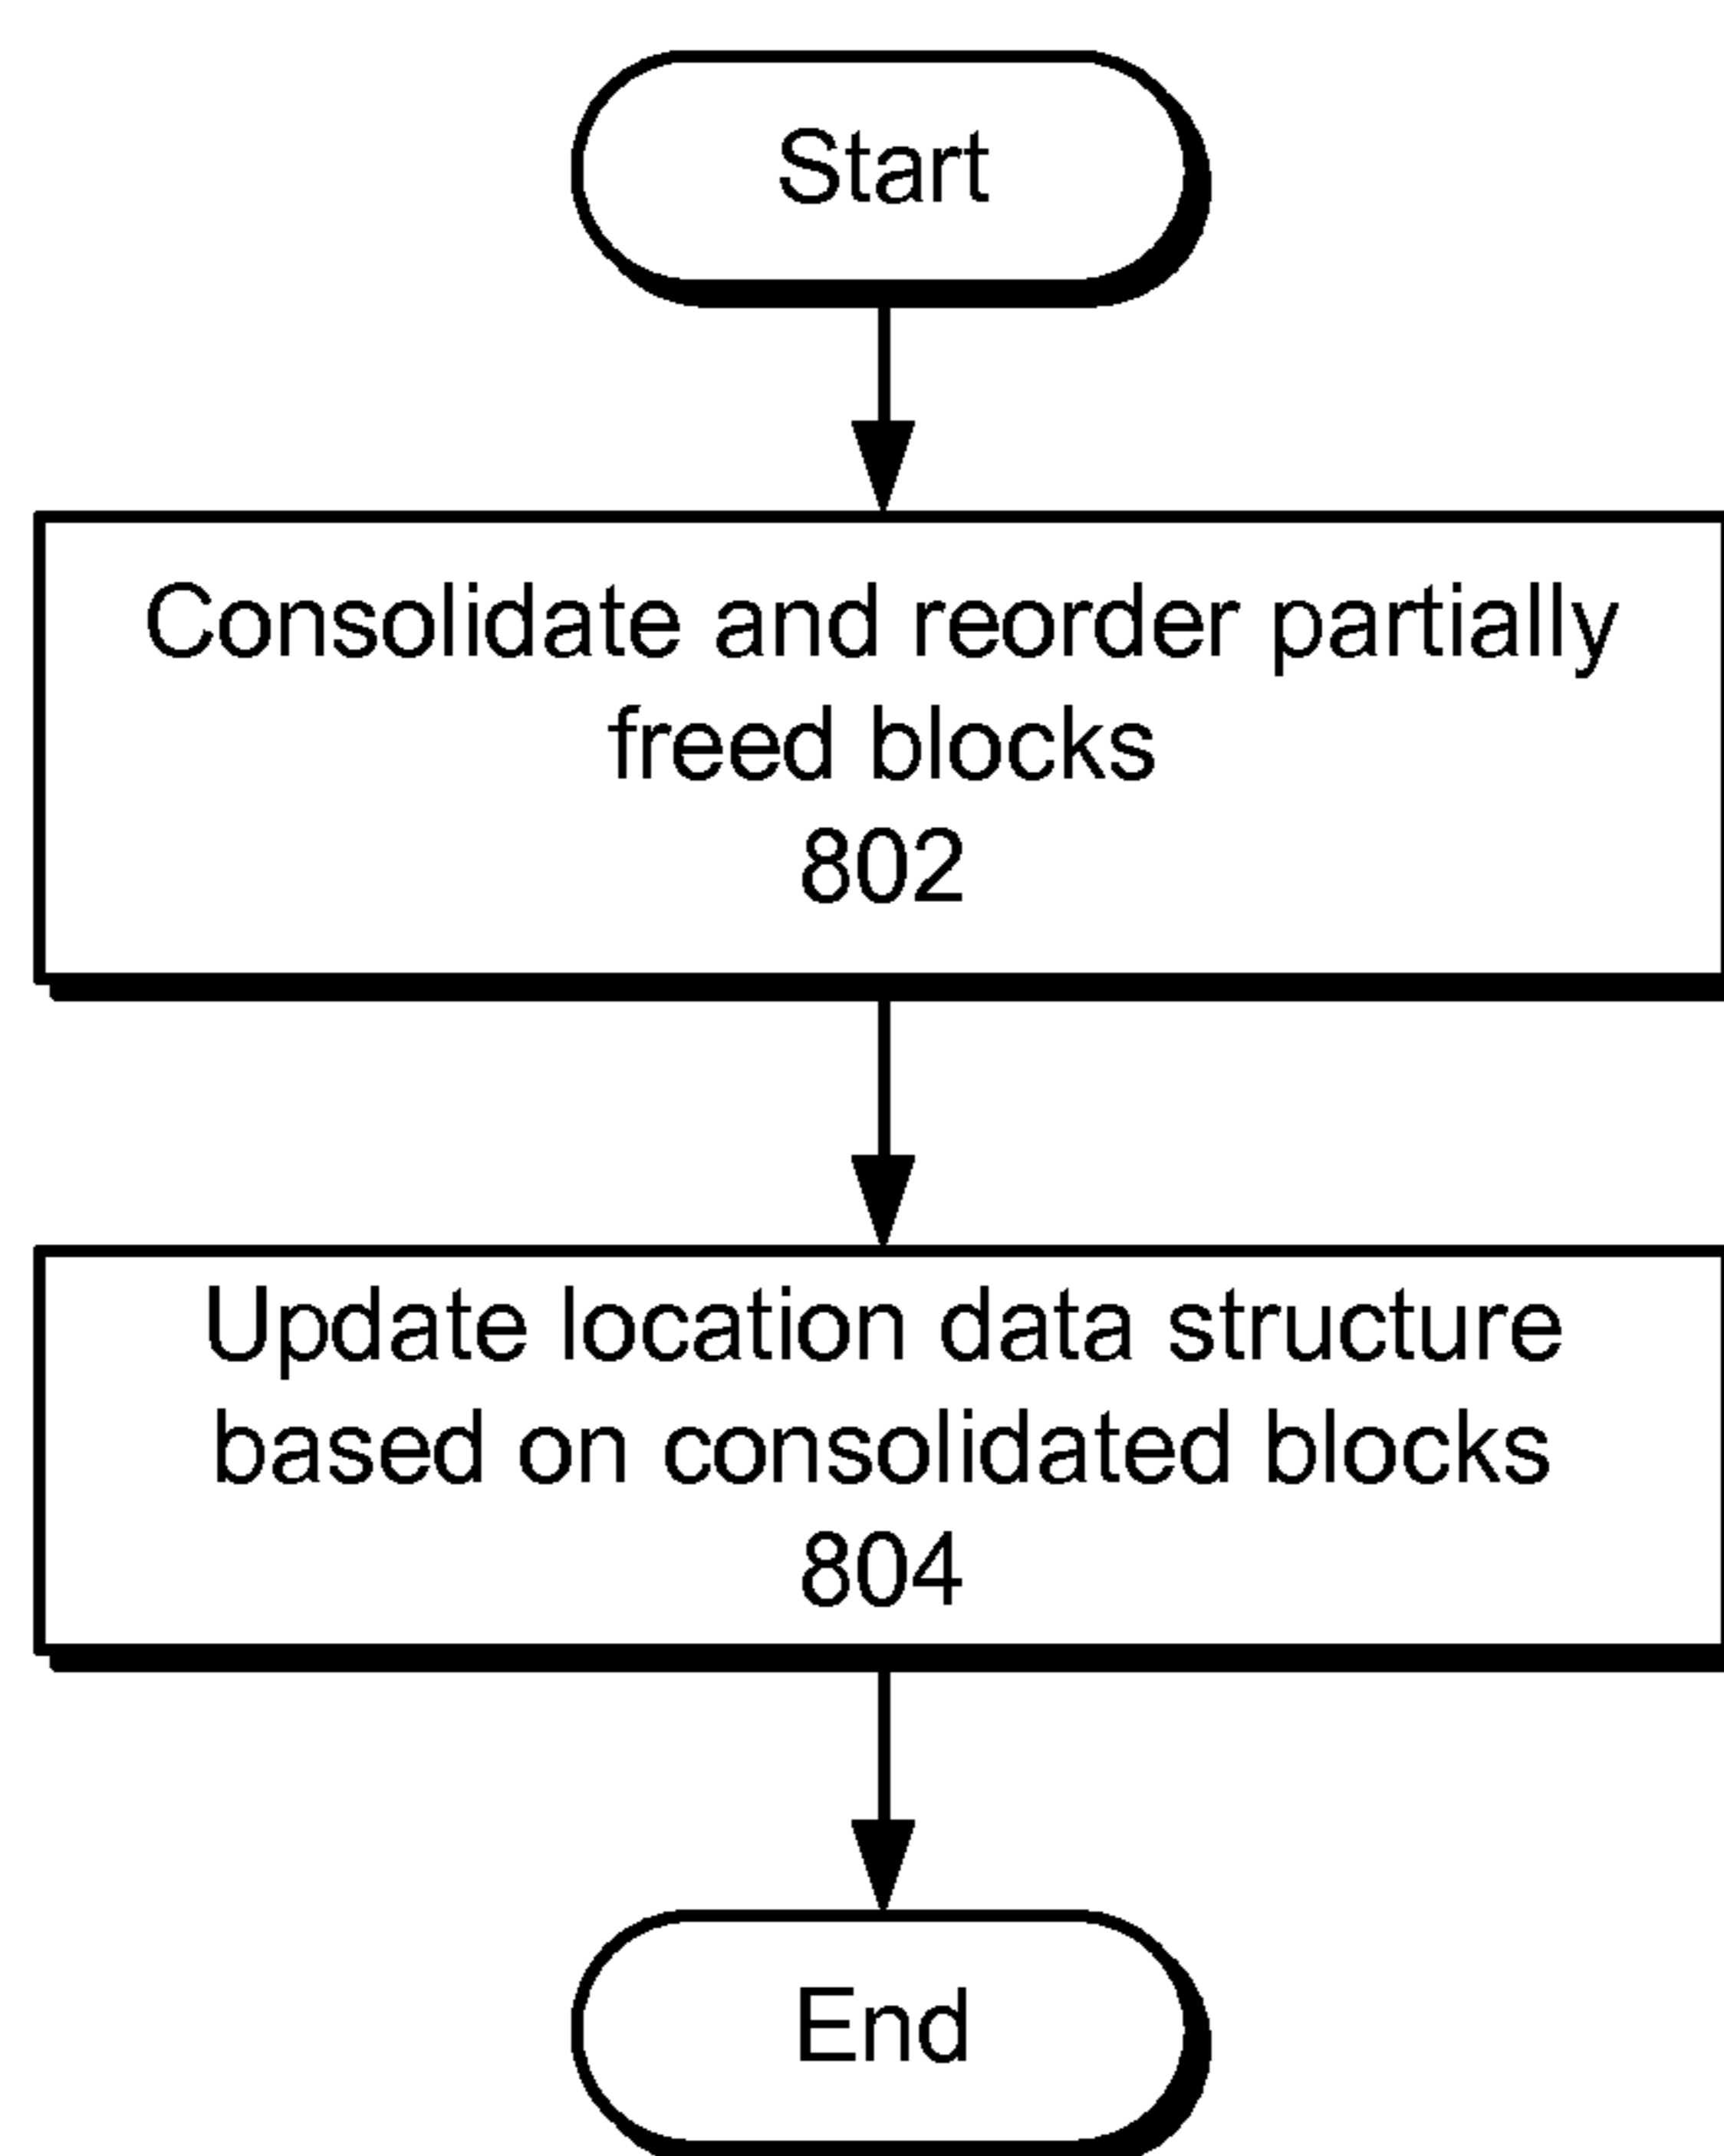 Start
Consolidate and reorder partially
freed blocks
802
Update location data structure
based on consolidated blocks
804
End